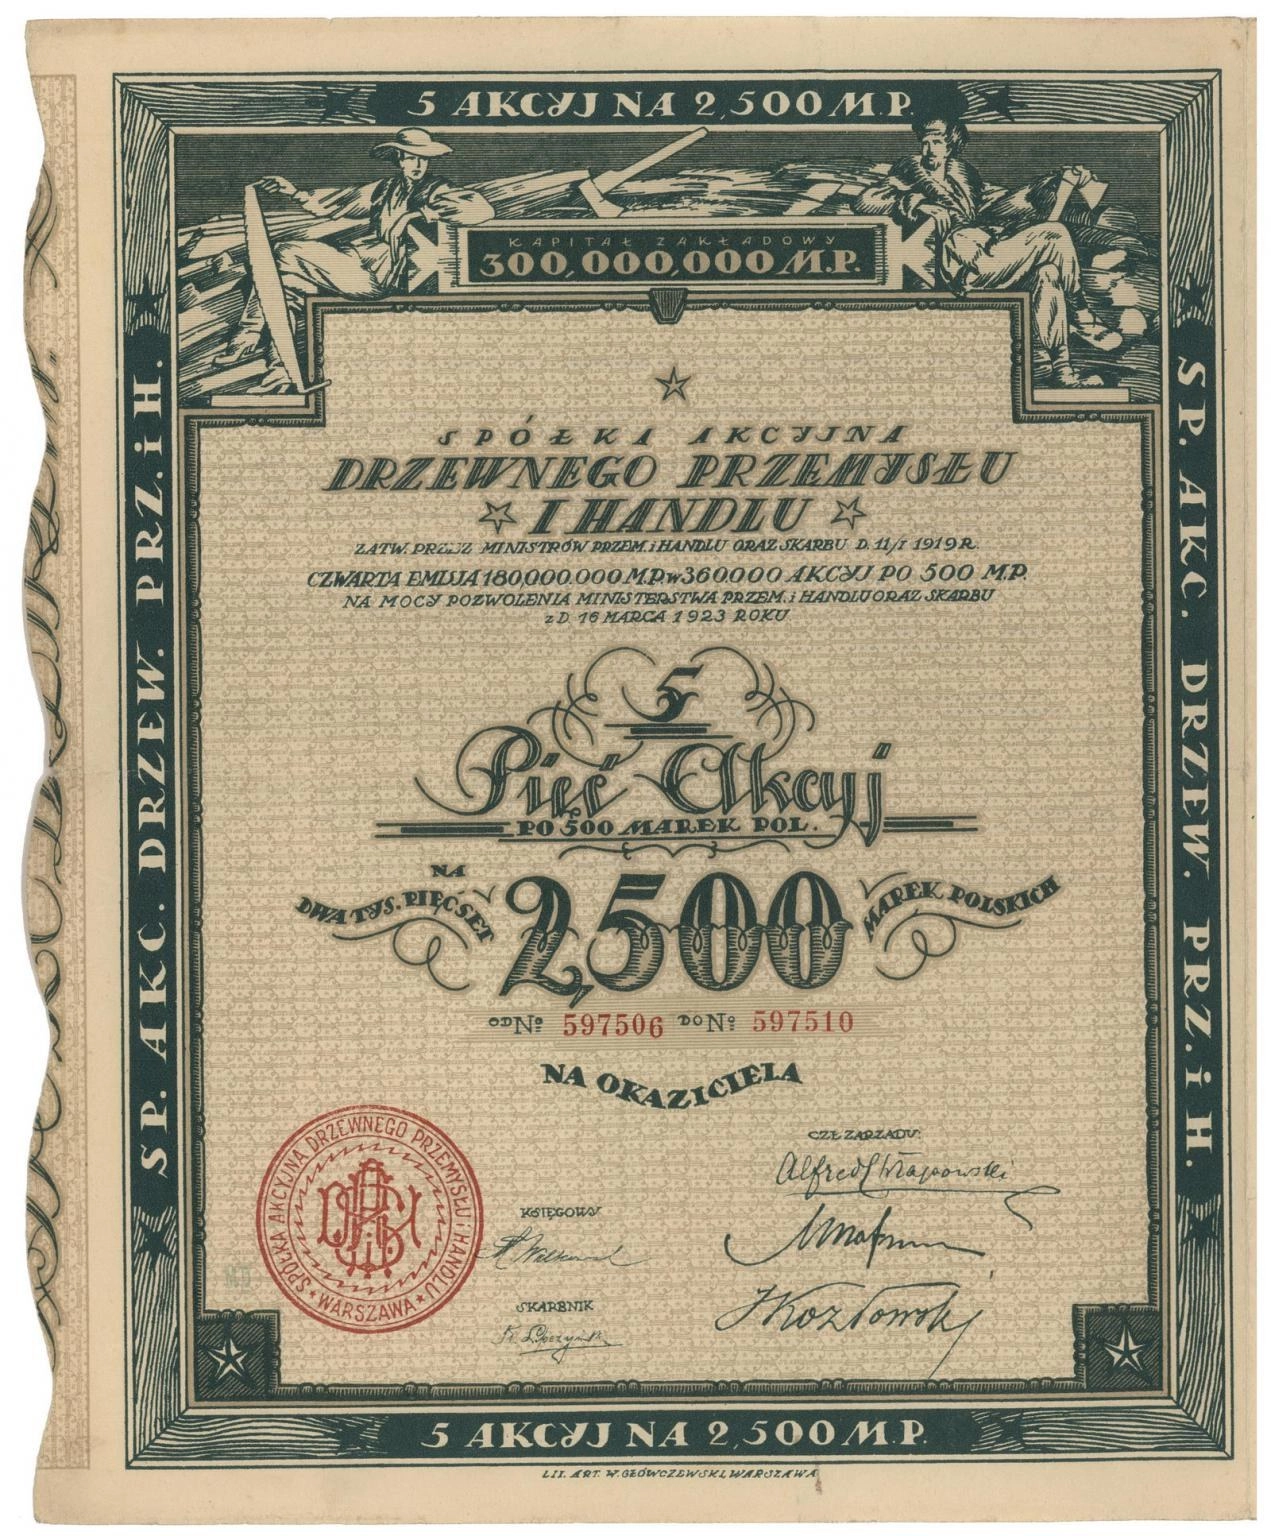 5 AKCYJ NA 2,500 M.P.
KAPITAŁ ZAKŁADOWY
300,000,000 M.P.
SP. AKC. DRZEW. PRZ. i H.
SP. AKC. DRZEW. PRZ. i H.
SPÓŁKA AKCYJNA
DRZEWNEGO PRZEMYSŁU
I HANDLU
ZATW. PRZEZ MINISTRÓW PRZEM. i HANDLU ORAZ SKARBU D. 11/I 1919 R.
CZWARTA EMISJA 180,000.000 M.P. w 360.000 AKCYJ PO 500 M.P.
NA MOCY POZWOLENIA MINISTERSTWA PRZEM. i HANDLU ORAZ SKARBU
z D. 16 MARCA 1923 ROKU
5
Pięć Akcyj
PO 500 MAREK POL.
NA
DWA TYS. PIĘĆSET 2,500 MAREK POLSKICH
OD No 597506 DO No 597510
NA OKAZICIELA
SPÓŁKA AKCYJNA DRZEWNEGO PRZEMYSŁU i HANDLU
WARSZAWA
CZŁ. ZARZĄDU:
KSIĘGOWY
SKARBNIK
J Kozłowski
5 AKCYJ NA 2,500 M.P.
LIT. ART. W. GŁÓWCZEWSKI, WARSZAWA